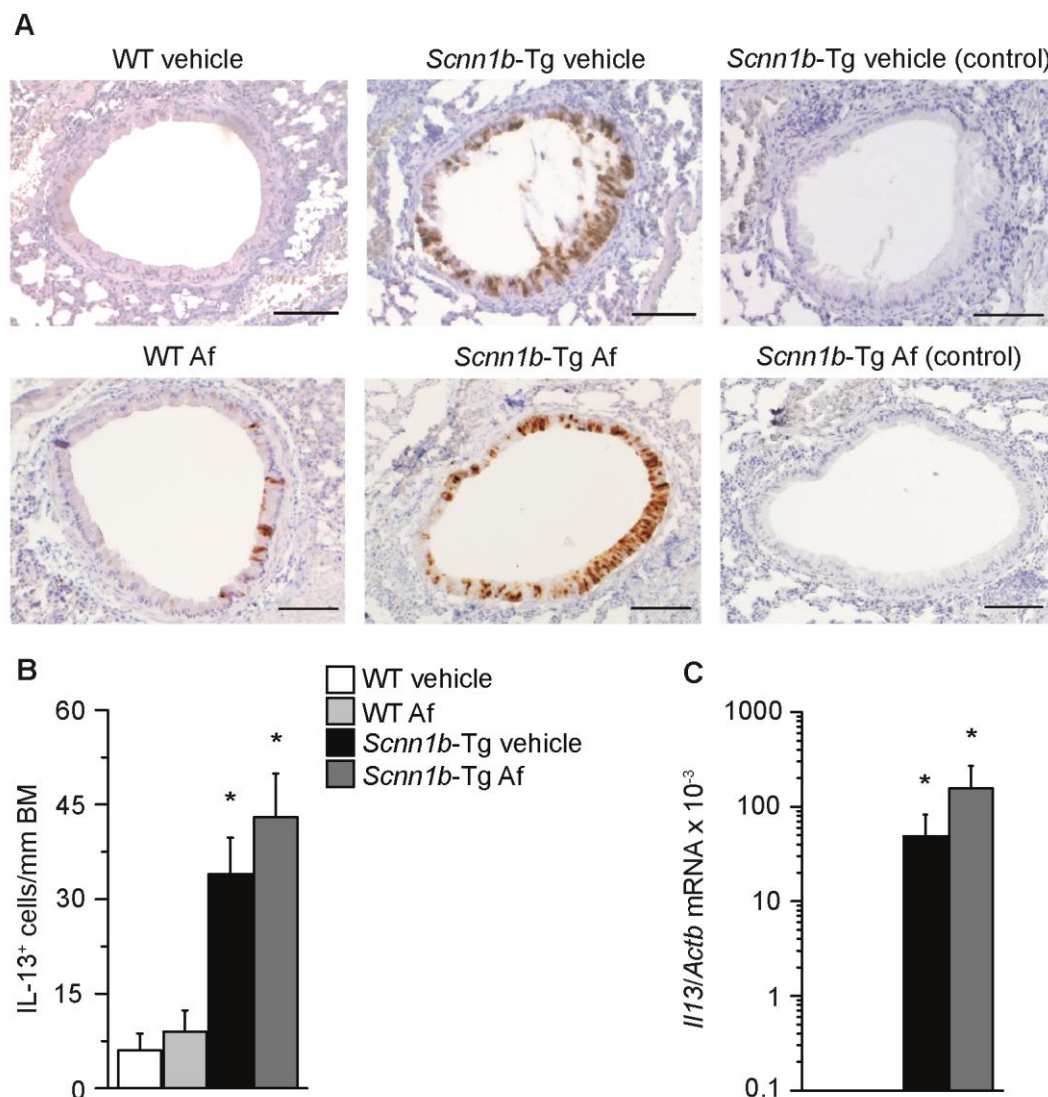 A
WT vehicle
Scnn1b-Tg vehicle
Scnn1b-Tg vehicle (control)
WT Af
Scnn1b-Tg Af
Scnn1b-Tg Af (control)
B
WT vehicle
WT Af
Scnn1b-Tg vehicle
Scnn1b-Tg Af
IL-13⁺ cells/mm BM
60
45
30
15
0
*
*
C
Il13/Actb mRNA x 10⁻³
1000
100
10
1
0.1
*
*